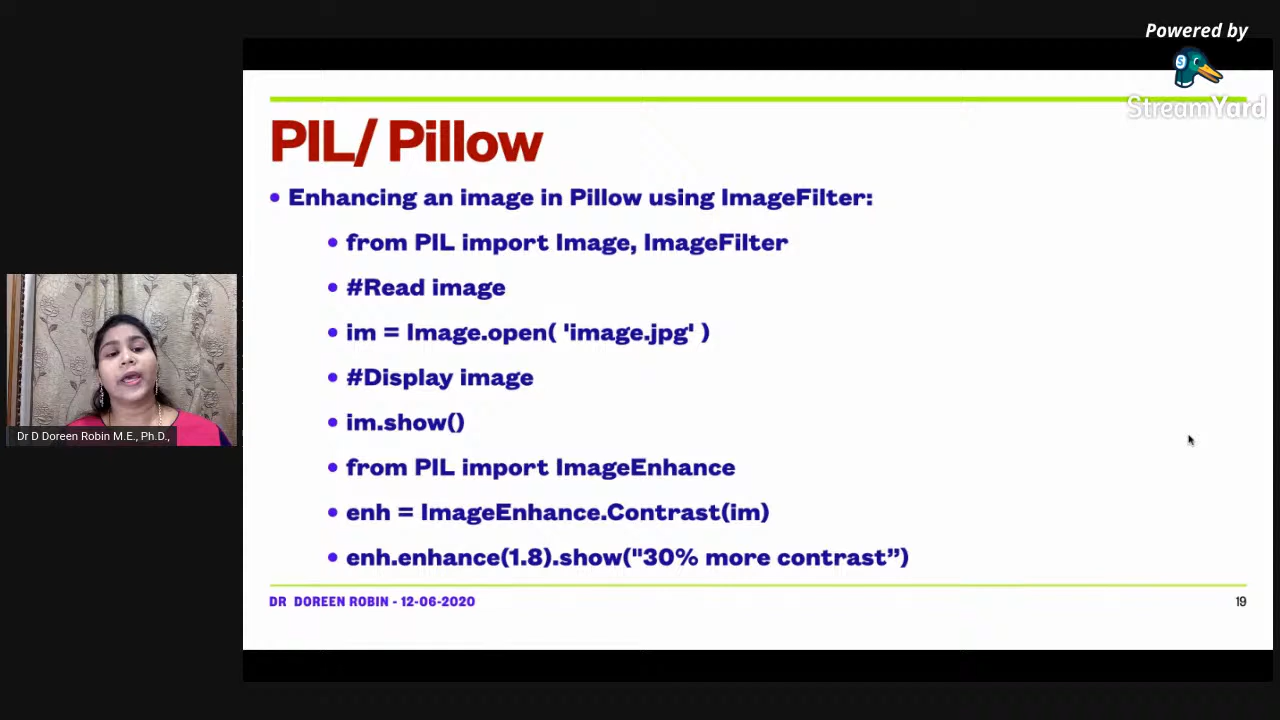 Powered by
StreamYard
PIL/ Pillow
• Enhancing an image in Pillow using ImageFilter:
• from PIL import Image, ImageFilter
• #Read image
• im = Image.open( 'image.jpg' )
• #Display image
• im.show()
• from PIL import ImageEnhance
• enh = ImageEnhance.Contrast(im)
• enh.enhance(1.8).show("30% more contrast”)
Dr D Doreen Robin M.E., Ph.D.,
DR DOREEN ROBIN - 12-06-2020
19